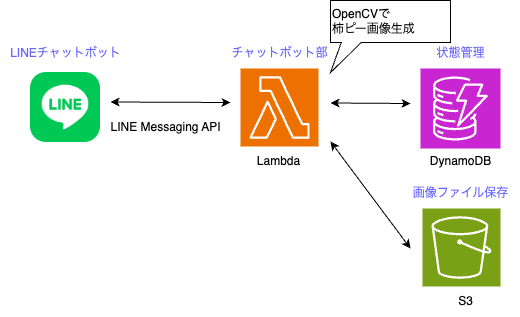 OpenCVで
柿ピー画像生成
LINEチャットボット
チャットボット部
状態管理
LINE
LINE Messaging API
Lambda
DynamoDB
画像ファイル保存
S3